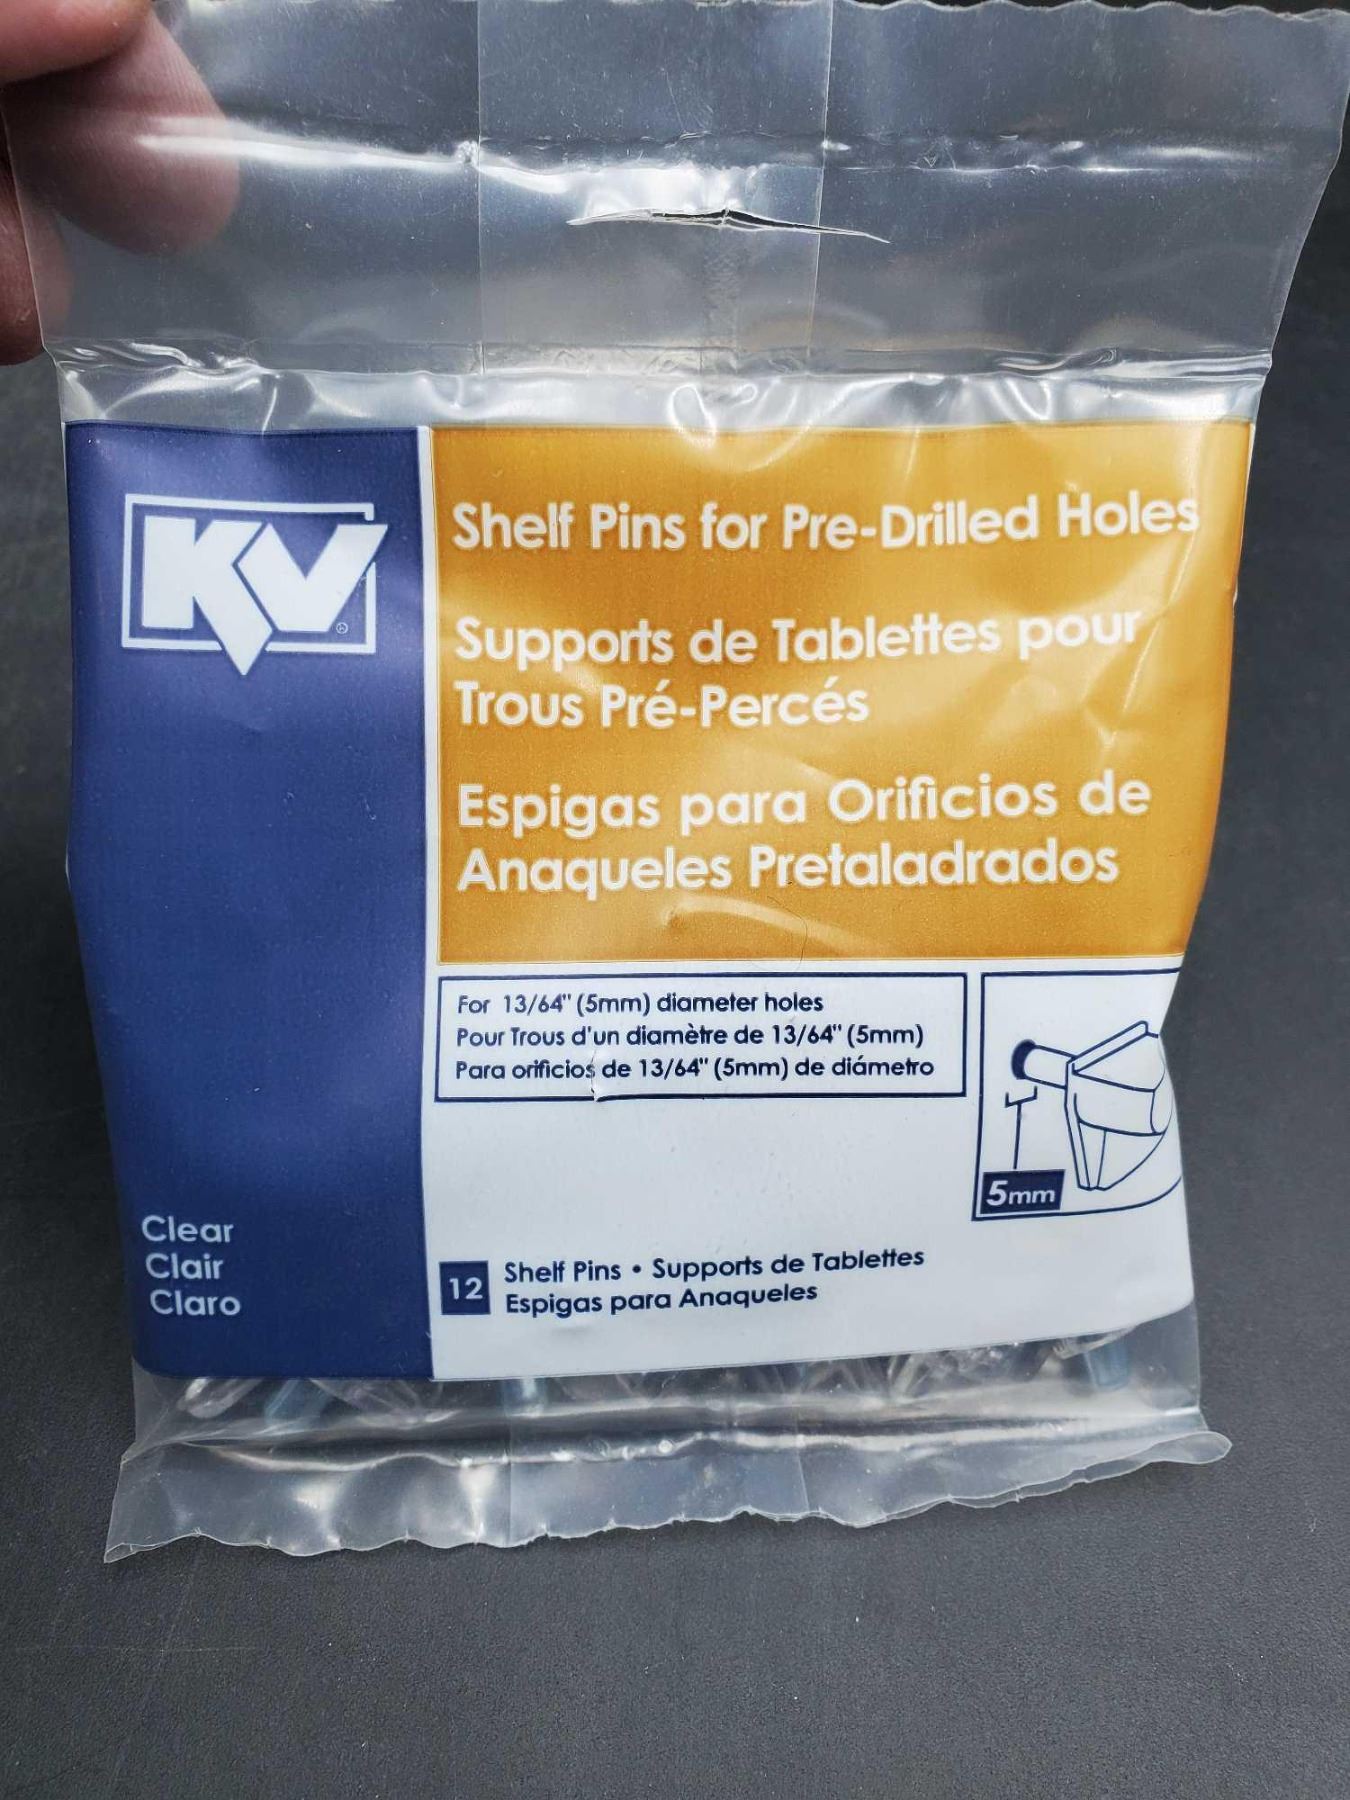 KV
Shelf Pins for Pre-Drilled Holes
Supports de Tablettes pour
Trous Pré-Percés
Espigas para Orificios de
Anaqueles Pretaladrados
For 13/64" (5mm) diameter holes
Pour Trous d'un diamètre de 13/64" (5mm)
Para orificios de 13/64" (5mm) de diámetro
5mm
Clear
Clair
Claro
12 Shelf Pins • Supports de Tablettes
Espigas para Anaqueles